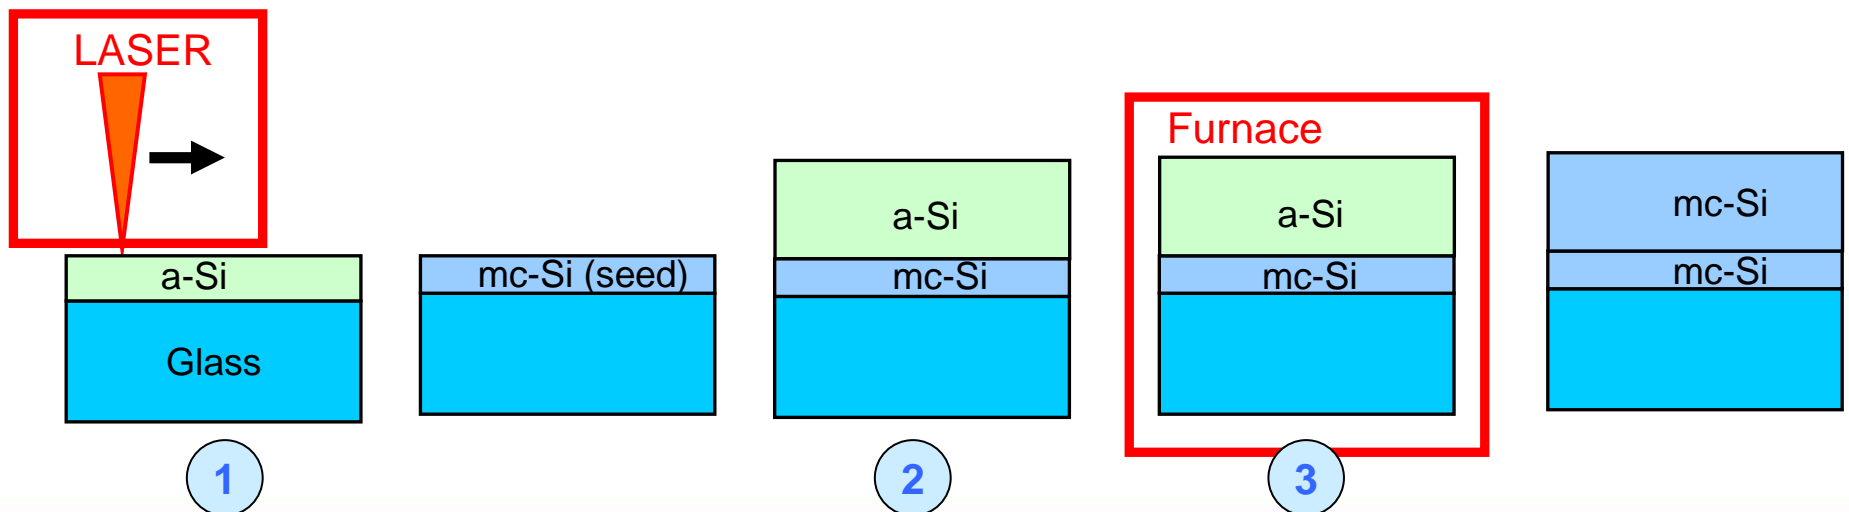 LASER
a-Si
Glass
1
mc-Si (seed)
a-Si
mc-Si
2
Furnace
a-Si
mc-Si
3
mc-Si
mc-Si